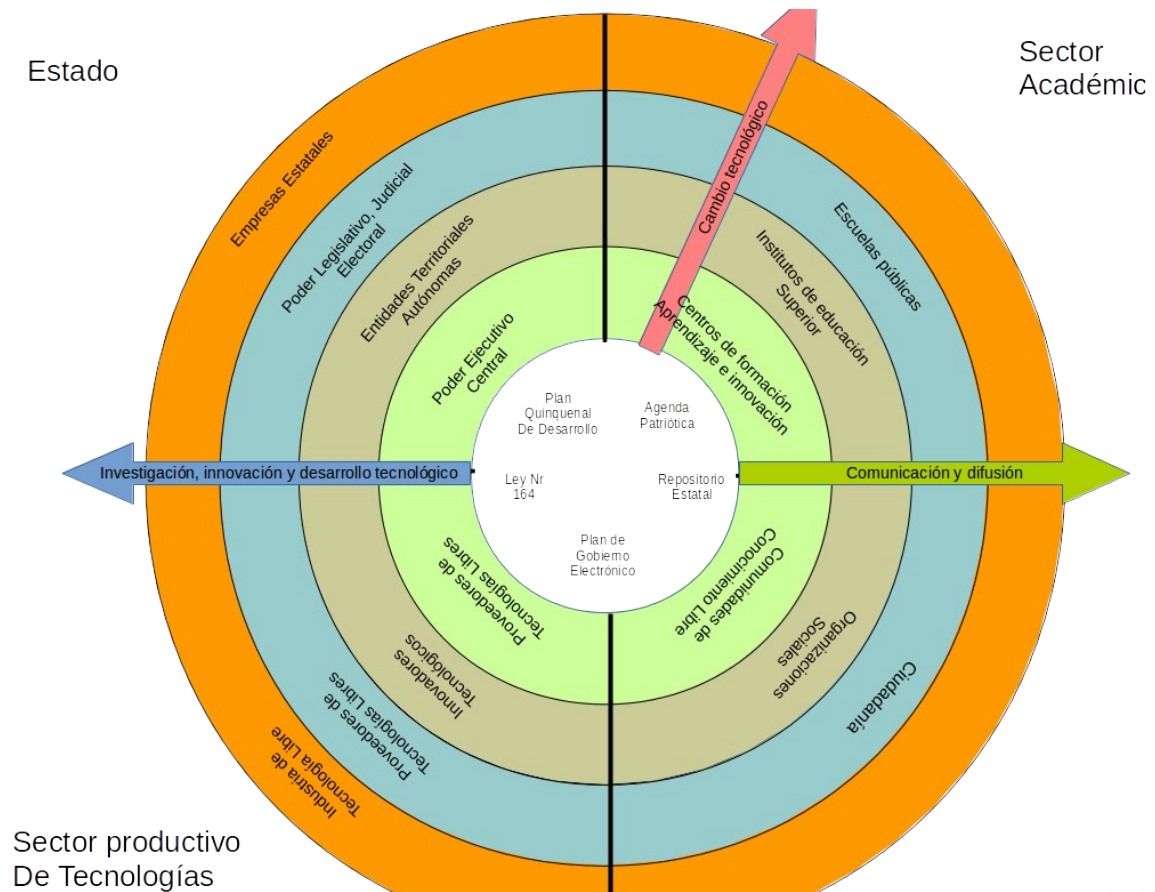 Estado
Sector
Académic
Empresas Estatales
Poder Legislativo, Judicial
Electoral
Entidades Territoriales
Autónomas
Poder Ejecutivo
Central
Cambio tecnológico
Escuelas públicas
Institutos de educación
Superior
Centros de formación
Aprendizaje e innovación
Plan
Quinquenal
De Desarrollo
Agenda
Patriótica
Ley Nr
164
Repositorio
Estatal
Plan de
Gobierno
Electrónico
Investigación, innovación y desarrollo tecnológico
Comunicación y difusión
Proveedores de
Tecnologías Libres
Innovadores
Tecnológicos
Proveedores de
Tecnologías Libres
Industria de
Tecnología Libre
Comunidades de
Conocimiento Libre
Organizaciones
Sociales
Ciudadanía
Sector productivo
De Tecnologías